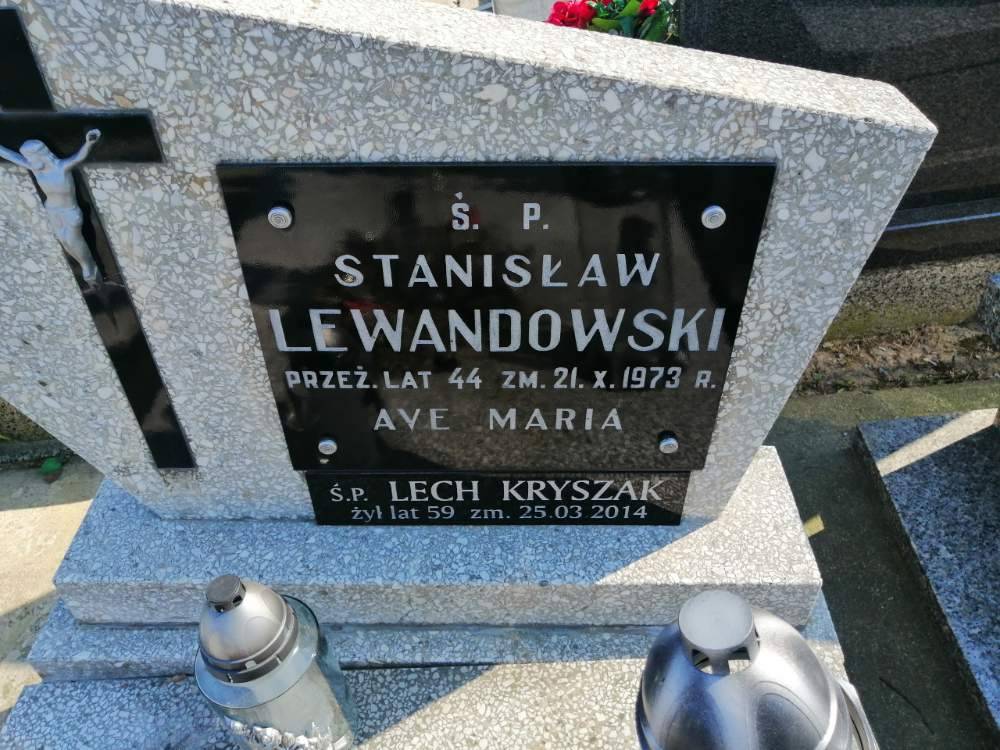 Ś. P.
STANISŁAW
LEWANDOWSKI
PRZEŻ. LAT 44 ZM. 21. X. 1973 R.
AVE MARIA
Ś.P. LECH KRYSZAK
żył lat 59 zm. 25.03 2014